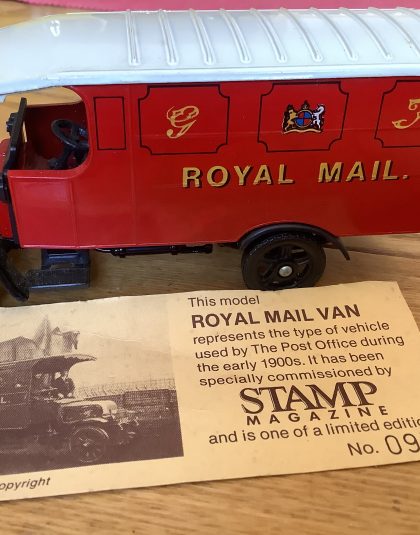 G
ROYAL MAIL.
This model
ROYAL MAIL VAN
represents the type of vehicle
used by The Post Office during
the early 1900s. It has been
specially commissioned by
STAMP
MAGAZINE
and is one of a limited edition
No. 09
opyright